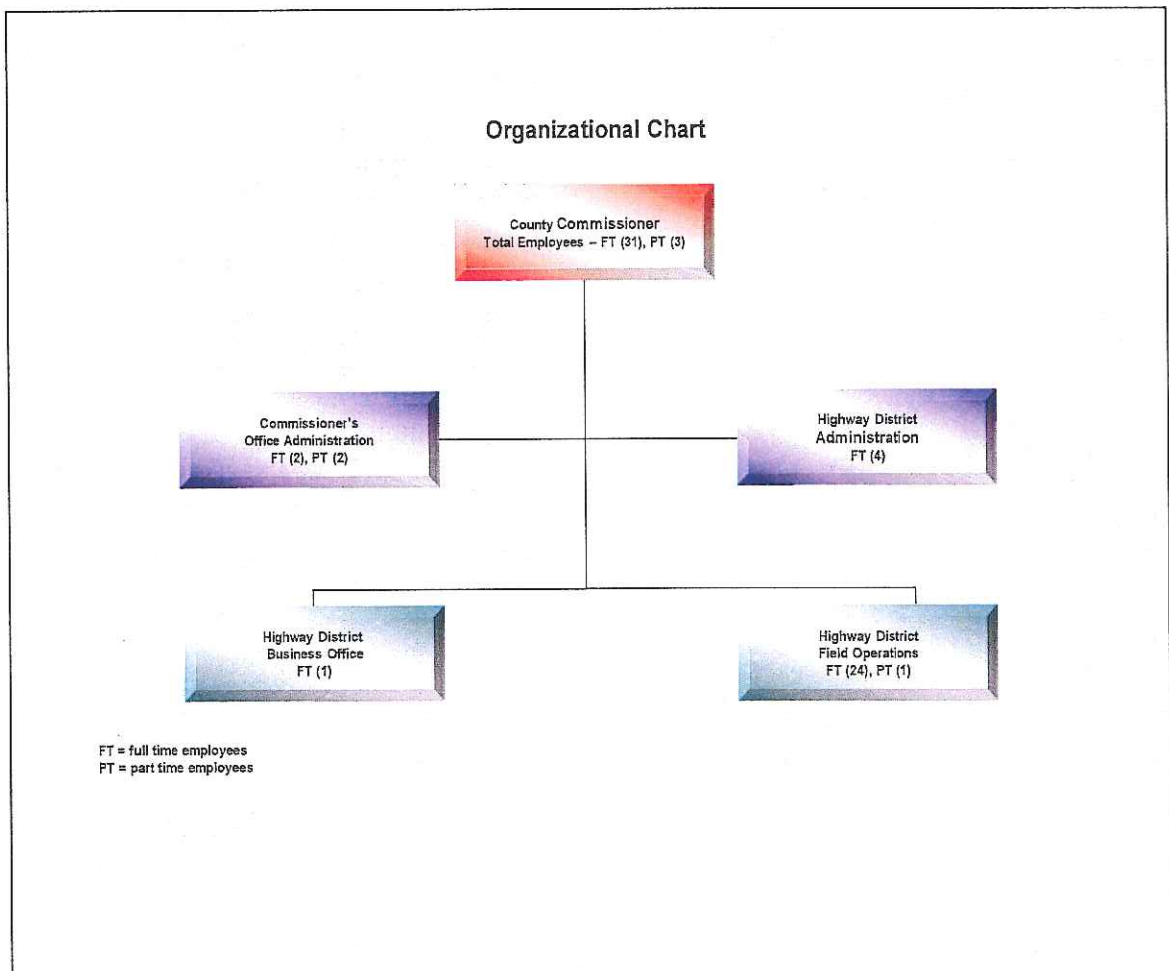 Organizational Chart
County Commissioner
Total Employees – FT (31), PT (3)
Commissioner's
Office Administration
FT (2), PT (2)
Highway District
Administration
FT (4)
Highway District
Business Office
FT (1)
Highway District
Field Operations
FT (24), PT (1)
FT = full time employees
PT = part time employees